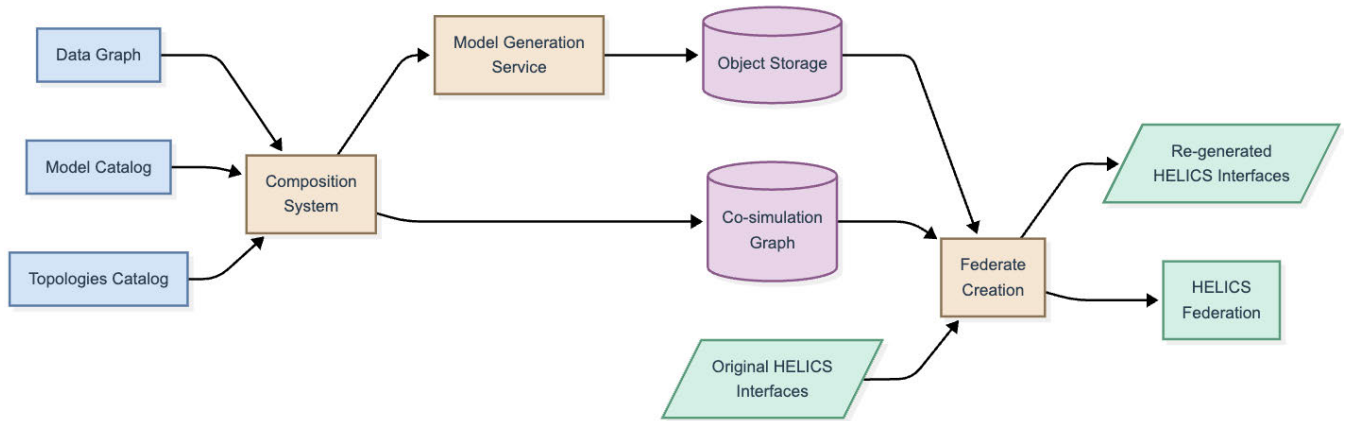 Data Graph
Model Catalog
Topologies Catalog
Composition
System
Model Generation
Service
Object Storage
Co-simulation
Graph
Original HELICS
Interfaces
Federate
Creation
Re-generated
HELICS Interfaces
HELICS
Federation